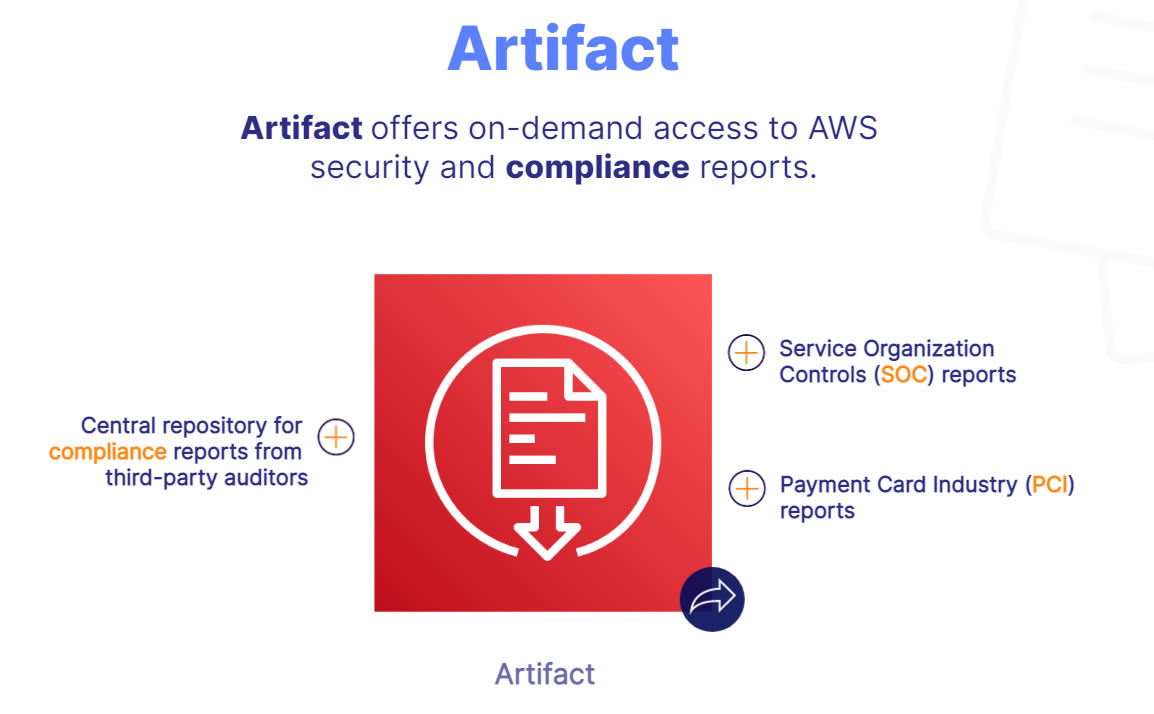 Artifact
Artifact offers on-demand access to AWS
security and compliance reports.
Central repository for
compliance reports from
third-party auditors
Service Organization
Controls (SOC) reports
Payment Card Industry (PCI)
reports
Artifact